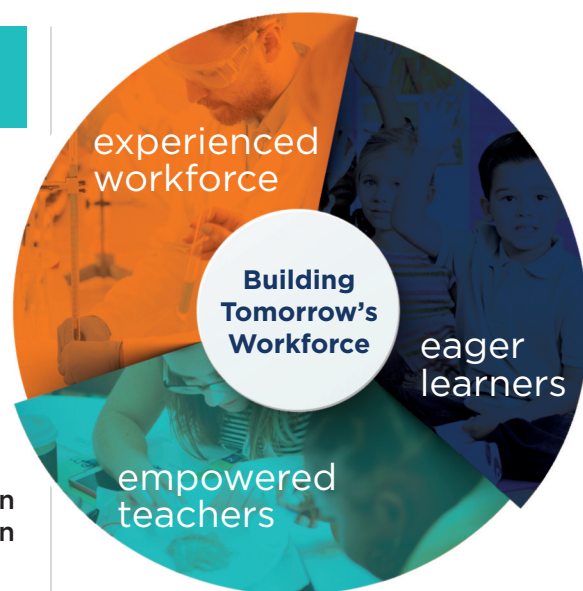 experienced
workforce
Building
Tomorrow's
Workforce
eager
learners
empowered
teachers